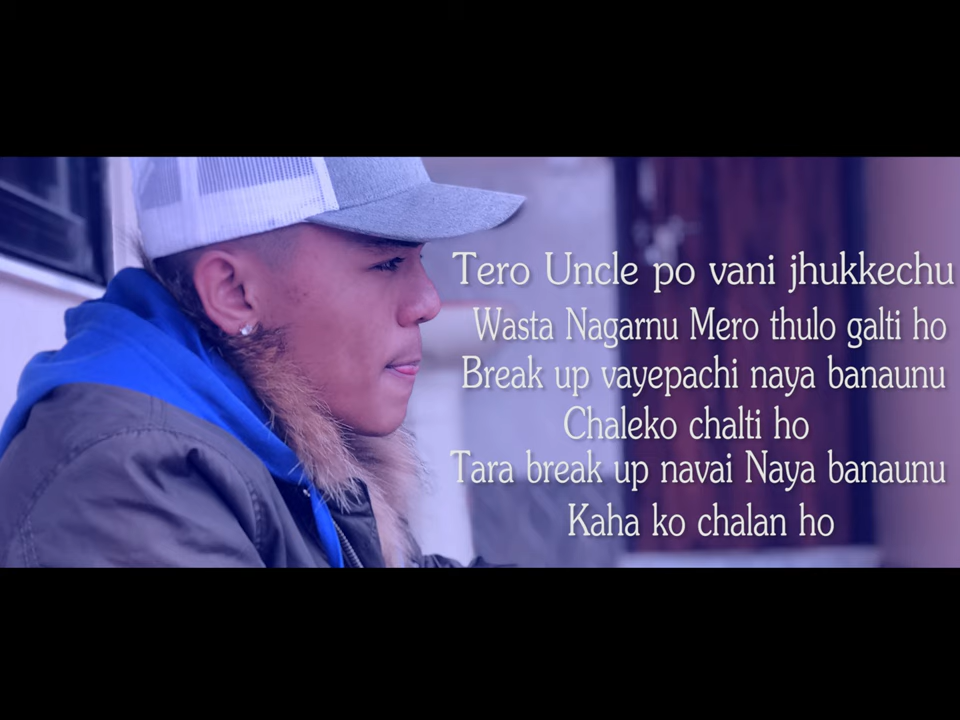 Tero Uncle po vani jhukkechu
Wasta Nagarnu Mero thulo galti ho
Break up vayepachi naya banaunu
Chaleko chalti ho
Tara break up navai Naya banaunu
Kaha ko chalan ho